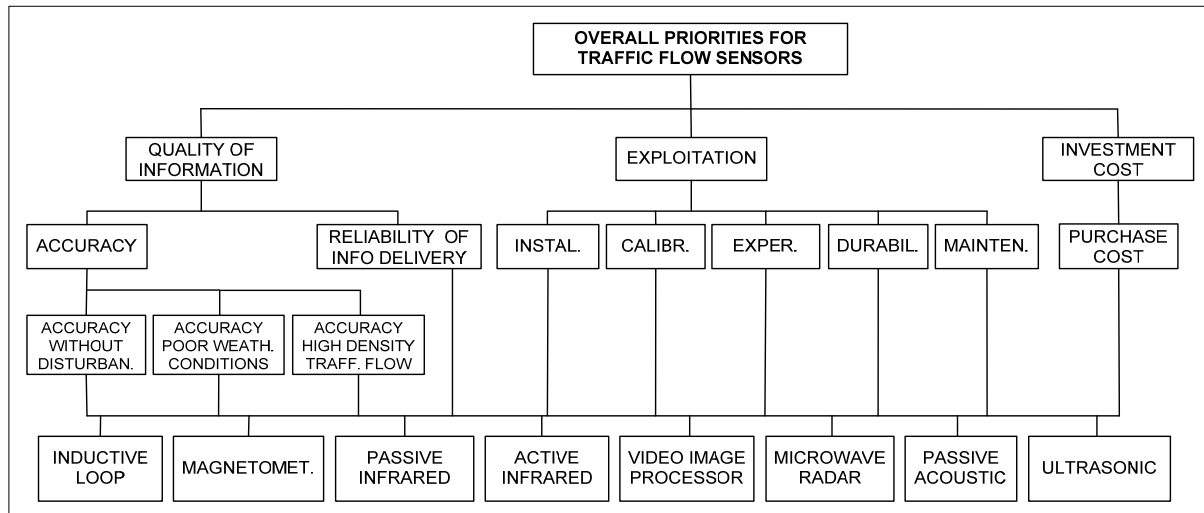 OVERALL PRIORITIES FOR
TRAFFIC FLOW SENSORS
QUALITY OF
INFORMATION
EXPLOITATION
INVESTMENT
COST
ACCURACY
RELIABILITY OF
INFO DELIVERY
INSTAL.
CALIBR.
EXPER.
DURABIL.
MAINTEN.
PURCHASE
COST
ACCURACY
WITHOUT
DISTURBAN.
ACCURACY
POOR WEATH.
CONDITIONS
ACCURACY
HIGH DENSITY
TRAFF. FLOW
INDUCTIVE
LOOP
MAGNETOMET.
PASSIVE
INFRARED
ACTIVE
INFRARED
VIDEO IMAGE
PROCESSOR
MICROWAVE
RADAR
PASSIVE
ACOUSTIC
ULTRASONIC